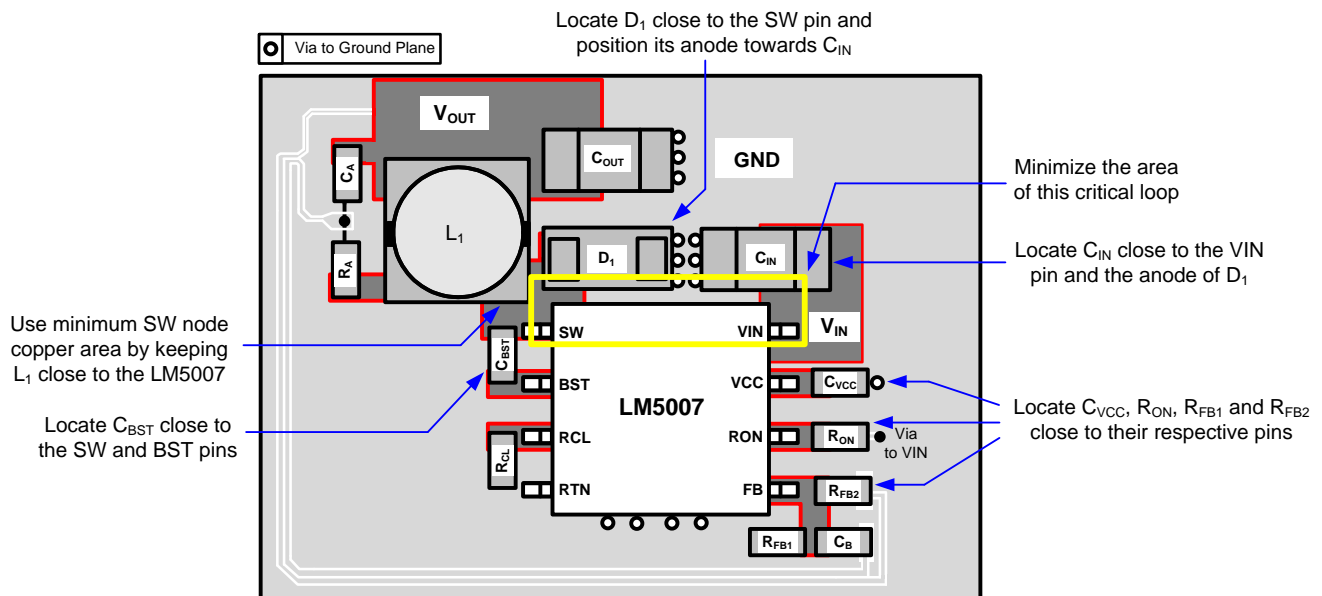 Locate D1 close to the SW pin and
position its anode towards CIN
Via to Ground Plane
VOUT
COUT
GND
CA
Minimize the area
of this critical loop
L1
D1
CIN
RA
Locate CIN close to the VIN
pin and the anode of D1
Use minimum SW node
copper area by keeping
L1 close to the LM5007
SW
VIN
VIN
CBST
BST
VCC
CVCC
LM5007
Locate CBST close to
the SW and BST pins
Locate CVCC, RON, RFB1 and RFB2
close to their respective pins
RCL
RCL
RON
RON
Via
to VIN
RTN
FB
RFB2
RFB1
CB